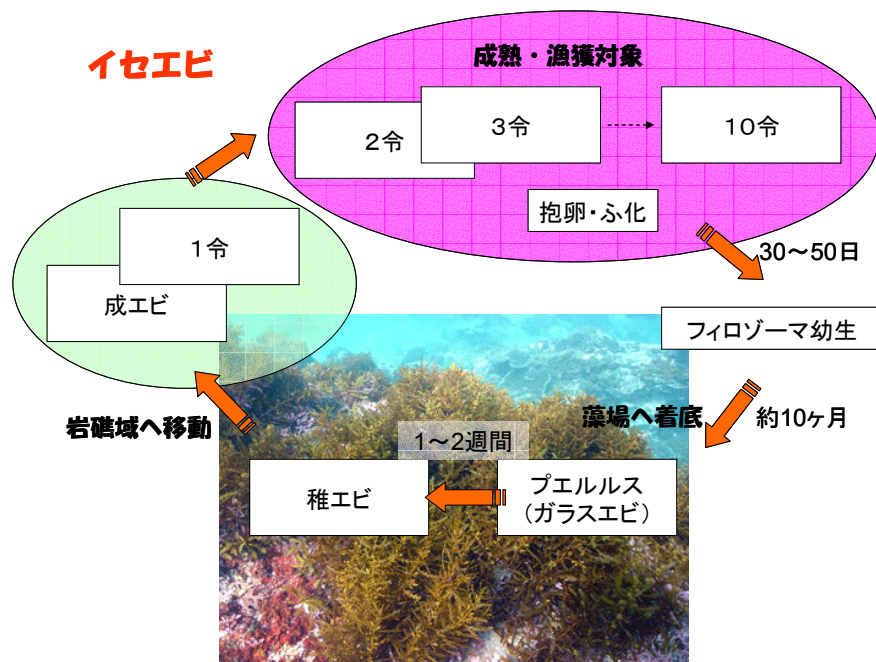 イセエビ
成熟・漁獲対象
2令
3令
10令
抱卵・ふ化
30～50日
1令
成エビ
フィロゾーマ幼生
岩礁域へ移動
藻場へ着底
約10ヶ月
1～2週間
稚エビ
プエルルス
(ガラスエビ)